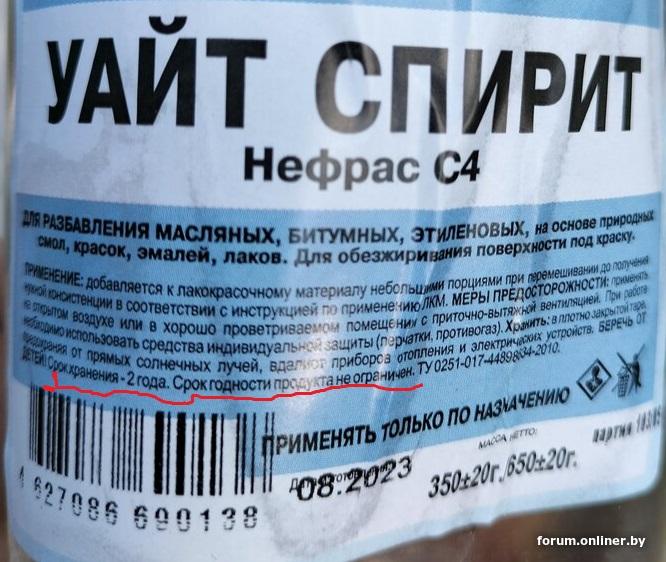 УАЙТ СПИРИТ
Нефрас С4
ДЛЯ РАЗБАВЛЕНИЯ МАСЛЯНЫХ, БИТУМНЫХ, ЭТИЛЕНОВЫХ, на основе природных
смол, красок, эмалей, лаков. Для обезжиривания поверхности под краску.
ПРИМЕНЕНИЕ: добавляется к лакокрасочному материалу небольшими порциями при перемешивании до получения
нужной консистенции в соответствии с инструкцией по применению ЛКМ. МЕРЫ ПРЕДОСТОРОЖНОСТИ: применять
на открытом воздухе или в хорошо проветриваемом помещении с приточно-вытяжной вентиляцией. При работе
необходимо использовать средства индивидуальной защиты (перчатки, противогаз). Хранить: в плотно закрытой таре,
предохраняя от прямых солнечных лучей, вдали от приборов отопления и электрических устройств. БЕРЕЧЬ ОТ
ДЕТЕЙ! Срок хранения - 2 года. Срок годности продукта не ограничен. ТУ 0251-017-44898634-2010.
ПРИМЕНЯТЬ ТОЛЬКО ПО НАЗНАЧЕНИЮ
МАССА НЕТТО:
партия
08.2023
350±20г./650±20г.
4 627086 690138
forum.onliner.by